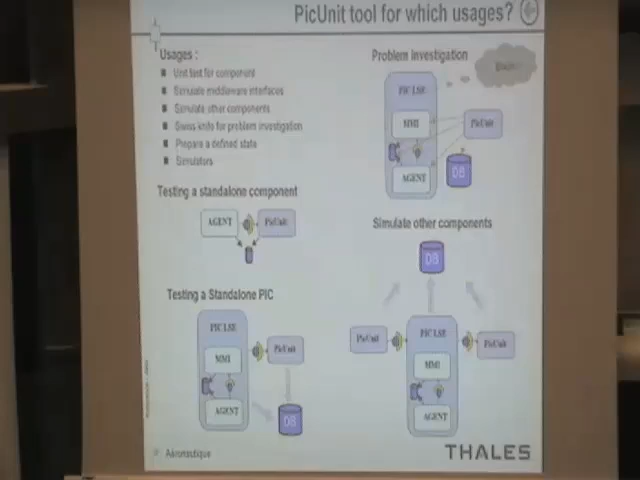 PicUnit tool for which usages?
Usages :
Unit test for component
Simulate middleware interfaces
Simulate other components
Swiss knife for problem investigation
Prepare a defined state
Simulators
Testing a standalone component
AGENT
PicUnit
Testing a Standalone PIC
PIC LSE
MMI
PicUnit
AGENT
DB
Problem investigation
PIC LSE
MMI
PicUnit
AGENT
DB
Simulate other components
DB
PicUnit
PIC LSE
PicUnit
MMI
AGENT
Aéronautique
THALES